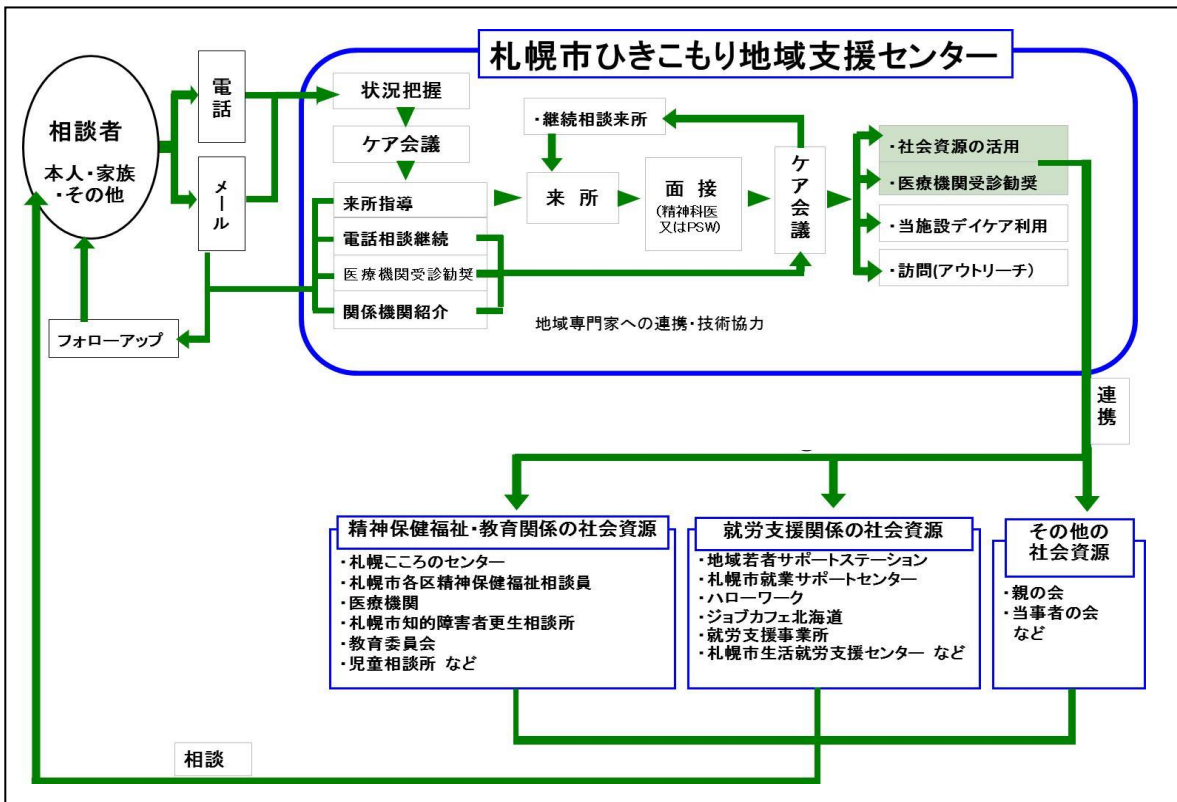 札幌市ひきこもり地域支援センター
相談者
本人・家族
・その他
電話
メール
フォローアップ
状況把握
ケア会議
来所指導
電話相談継続
医療機関受診勧奨
関係機関紹介
・継続相談来所
来 所
面 接
(精神科医
又はPSW)
ケア会議
・社会資源の活用
・医療機関受診勧奨
・当施設デイケア利用
・訪問(アウトリーチ)
地域専門家への連携・技術協力
連携
精神保健福祉・教育関係の社会資源
・札幌こころのセンター
・札幌市各区精神保健福祉相談員
・医療機関
・札幌市知的障害者更生相談所
・教育委員会
・児童相談所 など
就労支援関係の社会資源
・地域若者サポートステーション
・札幌市就業サポートセンター
・ハローワーク
・ジョブカフェ北海道
・就労支援事業所
・札幌市生活就労支援センター など
その他の
社会資源
・親の会
・当事者の会
など
相談